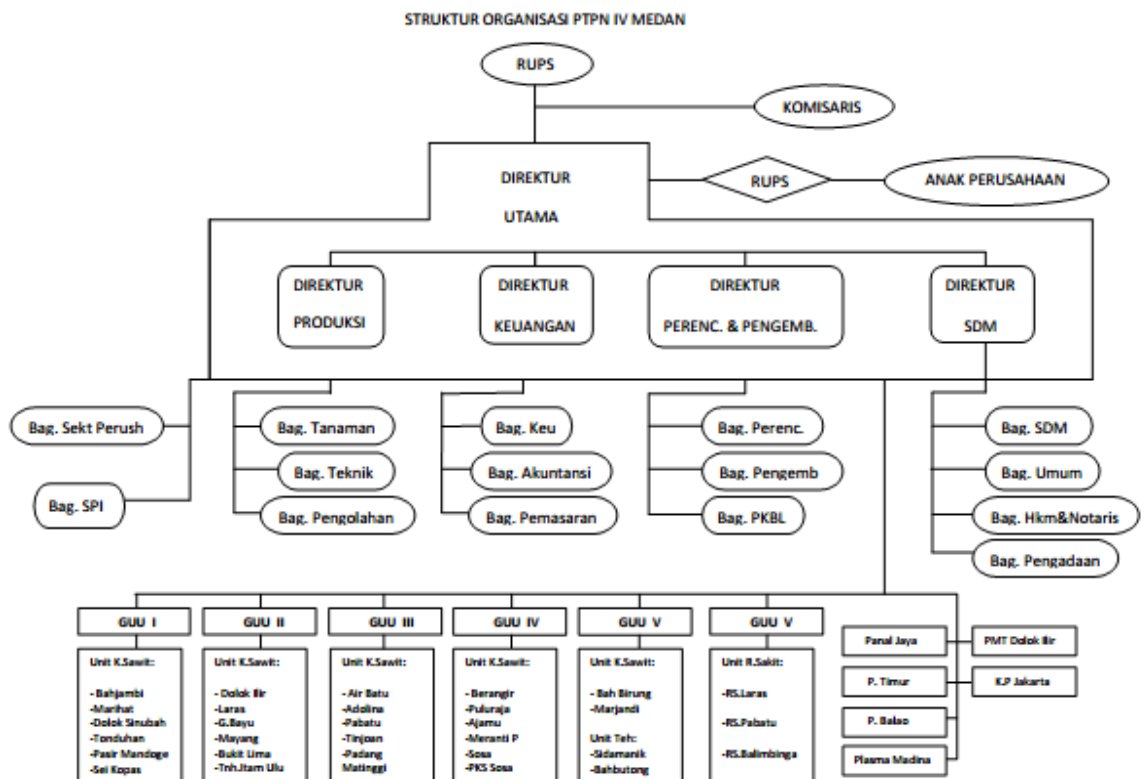 STRUKTUR ORGANISASI PTPN IV MEDAN
RUPS
KOMISARIS
DIREKTUR
UTAMA
RUPS
ANAK PERUSAHAAN
DIREKTUR
PRODUKSI
DIREKTUR
KEUANGAN
DIREKTUR
PERENC. & PENGEMB.
DIREKTUR
SDM
Bag. Sekt Perush
Bag. SPI
Bag. Tanaman
Bag. Teknik
Bag. Pengolahan
Bag. Keu
Bag. Akuntansi
Bag. Pemasaran
Bag. Perenc.
Bag. Pengemb
Bag. PKBL
Bag. SDM
Bag. Umum
Bag. Hkm&Notaris
Bag. Pengadaan
GUU I
Unit K.Sawit:
- Bahjambi
-Marihat
-Dolok Sinubah
-Tonduhan
-Pasir Mandoge
-Sei Kopas
GUU II
Unit K.Sawit:
- Dolok Ilir
-Laras
-G.Bayu
-Mayang
-Bukit Lima
-Tnh.Itam Ulu
GUU III
Unit K.Sawit:
- Air Batu
-Adolina
-Pabatu
-Tinjoan
-Padang
Matinggi
GUU IV
Unit K.Sawit:
- Berangir
-Puluraja
-Ajamu
-Meranti P
-Sosa
-PKS Sosa
GUU V
Unit K.Sawit:
- Bah Birung
-Marjandi
Unit Teh:
-Sidamanik
-Bahbutong
GUU V
Unit R.Sakit:
-RS.Laras
-RS.Pabatu
-RS.Balimbinga
Panal Jaya
PMT Dolok Ilir
P. Timur
K.P Jakarta
P. Balao
Plasma Madina